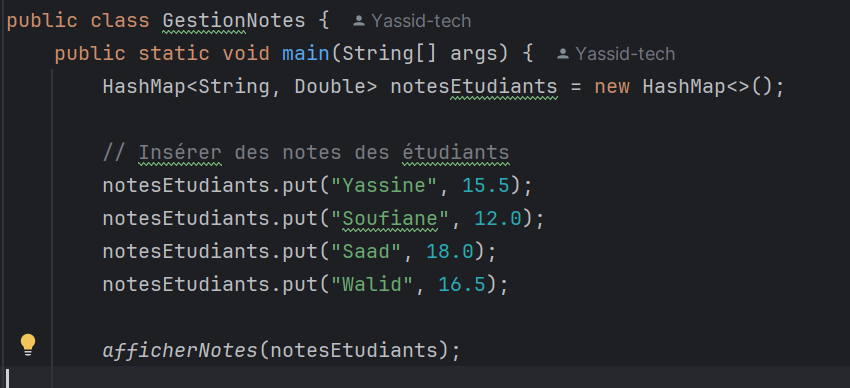 public class GestionNotes { Yassid-tech
public static void main(String[] args) { Yassid-tech
HashMap<String, Double> notesEtudiants = new HashMap<>();
// Insérer des notes des étudiants
notesEtudiants.put("Yassine", 15.5);
notesEtudiants.put("Soufiane", 12.0);
notesEtudiants.put("Saad", 18.0);
notesEtudiants.put("Walid", 16.5);
afficherNotes(notesEtudiants);